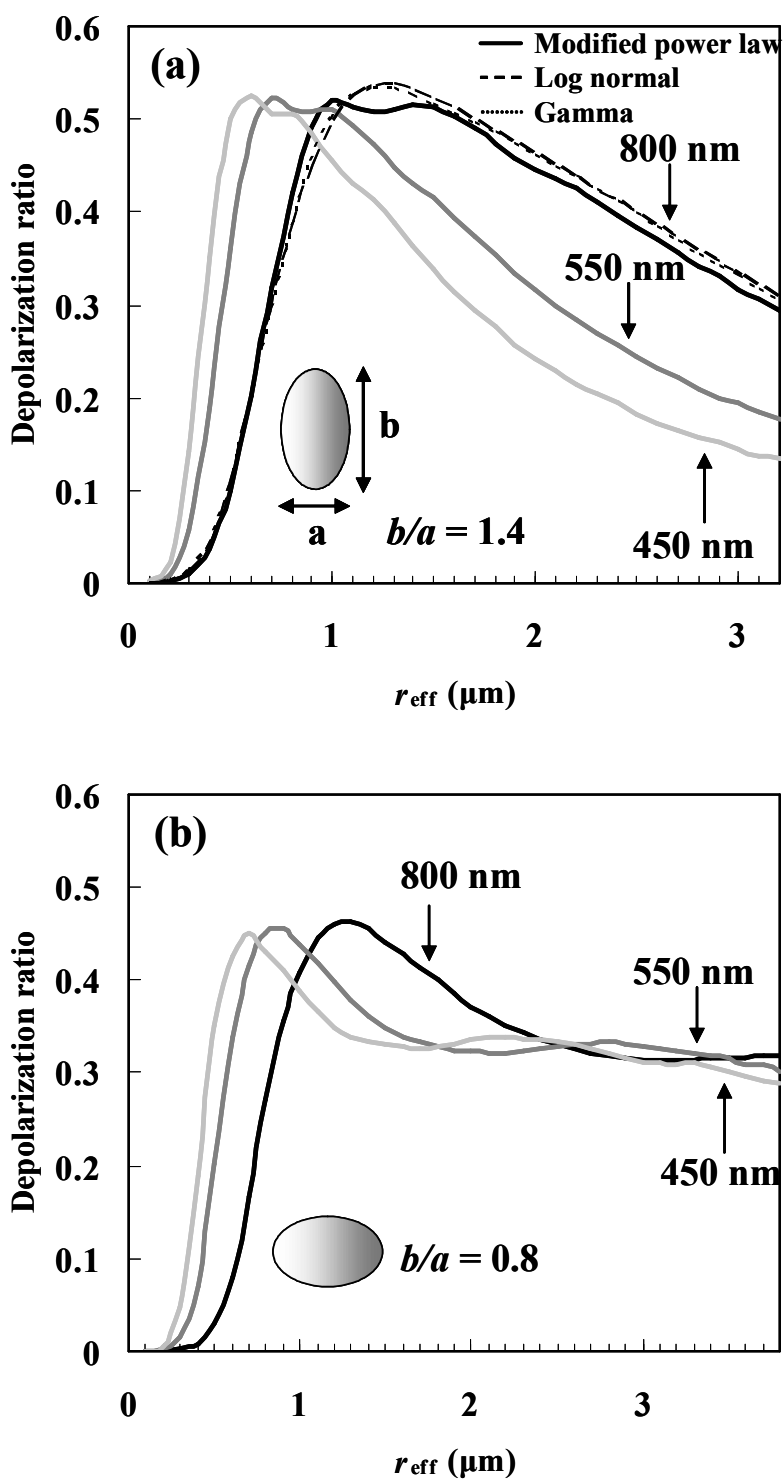 (a)
Modified power law
Log normal
Gamma
800 nm
550 nm
450 nm
b
a
b/a = 1.4
Depolarization ratio
0.6
0.5
0.4
0.3
0.2
0.1
0
0 1 2 3
reff (μm)
(b)
800 nm
550 nm
450 nm
b/a = 0.8
Depolarization ratio
0.6
0.5
0.4
0.3
0.2
0.1
0
0 1 2 3
reff (μm)